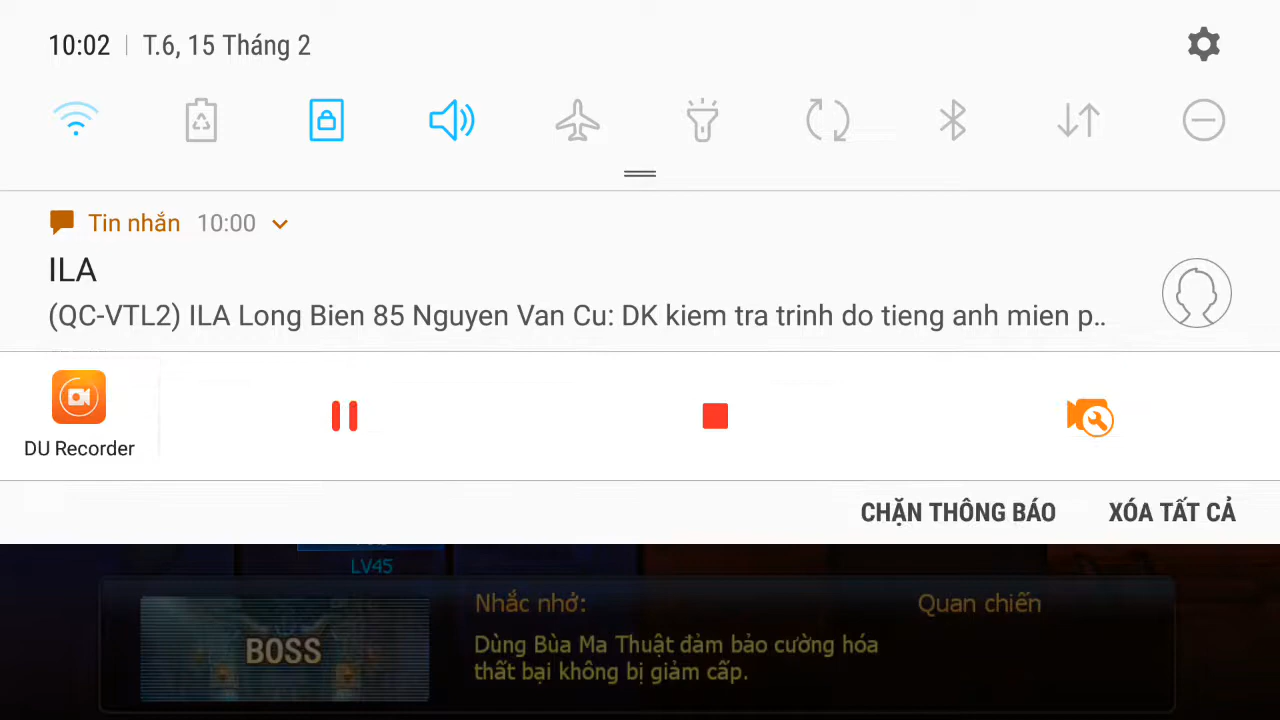 10:02 | T.6, 15 Tháng 2
Tin nhắn 10:00
ILA
(QC-VTL2) ILA Long Bien 85 Nguyen Van Cu: DK kiem tra trinh do tieng anh mien p..
DU Recorder
CHẶN THÔNG BÁO XÓA TẤT CẢ
LV45
Nhắc nhở: Quan chiến
BOSS
Dùng Bùa Ma Thuật đảm bảo cường hóa
thất bại không bị giảm cấp.